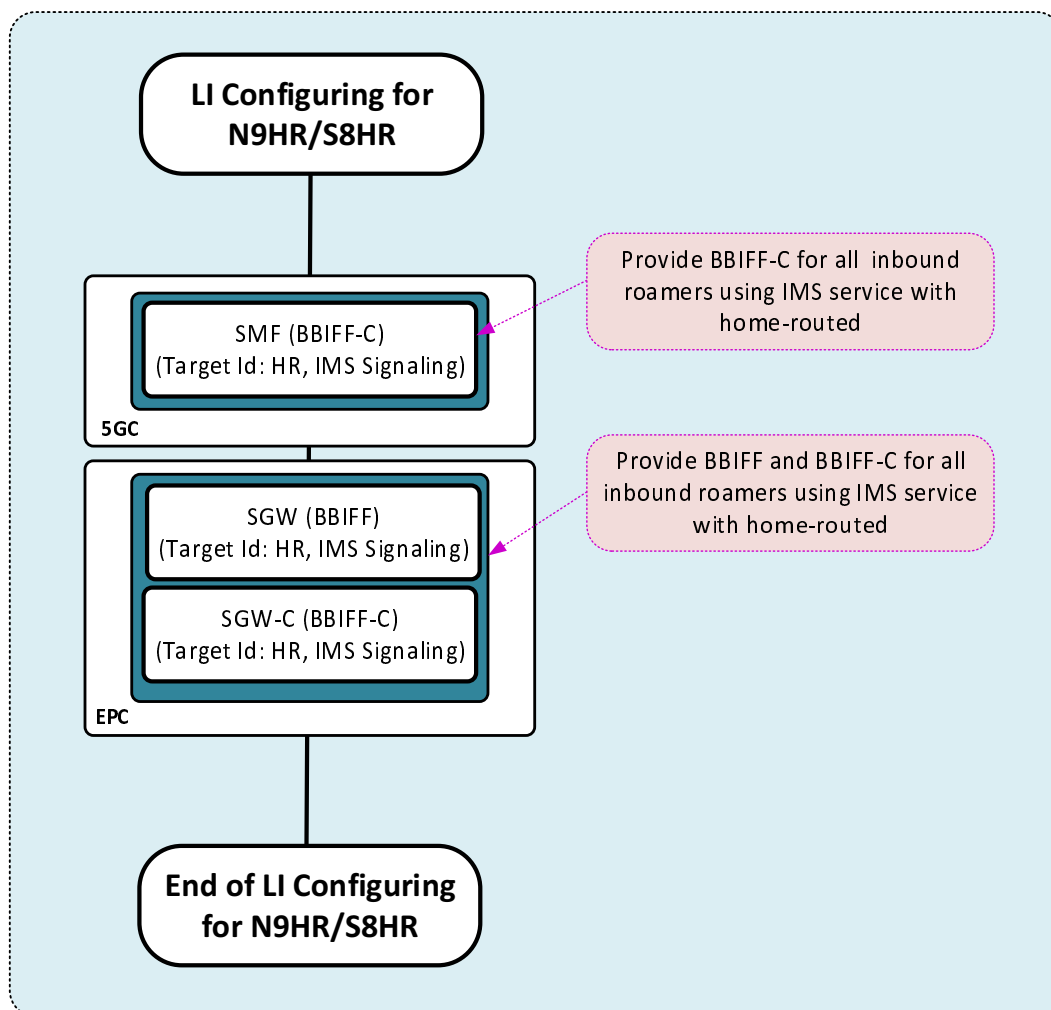 LI Configuring for
N9HR/S8HR
Provide BBIFF-C for all inbound
roamers using IMS service with
home-routed
SMF (BBIFF-C)
(Target Id: HR, IMS Signaling)
5GC
Provide BBIFF and BBIFF-C for all
inbound roamers using IMS service
with home-routed
SGW (BBIFF)
(Target Id: HR, IMS Signaling)
SGW-C (BBIFF-C)
(Target Id: HR, IMS Signaling)
EPC
End of LI Configuring
for N9HR/S8HR